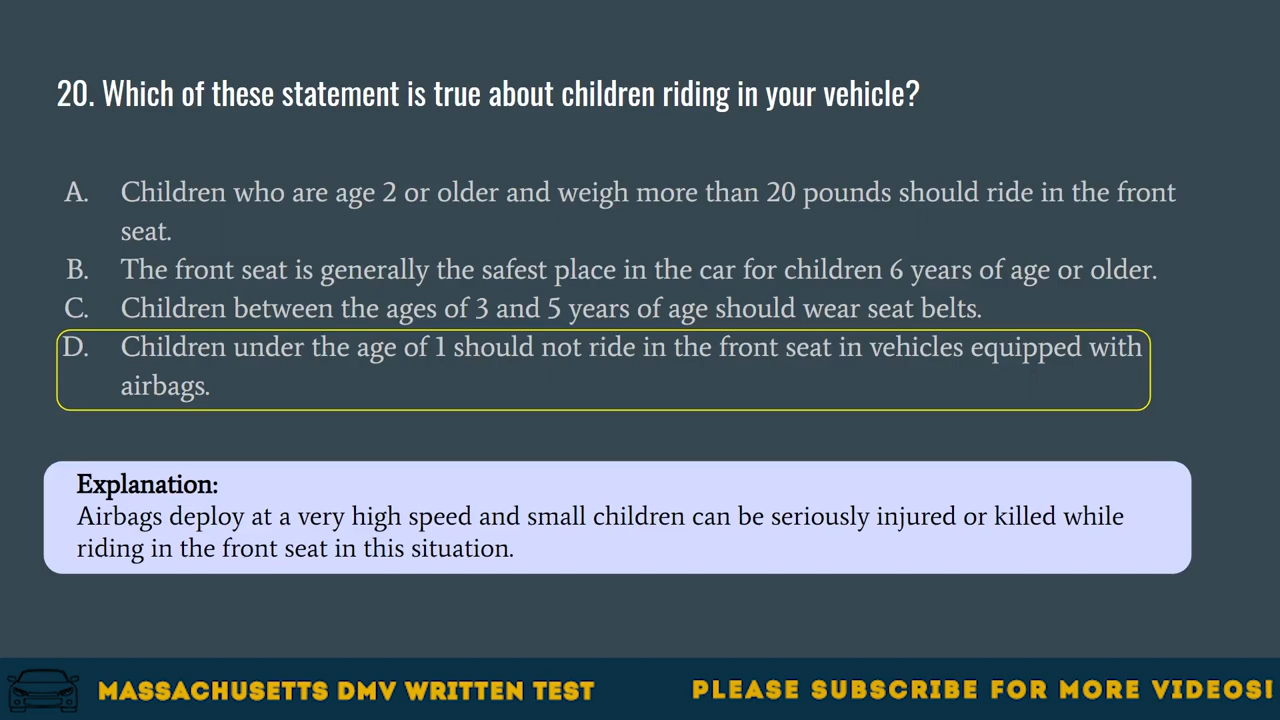 20. Which of these statement is true about children riding in your vehicle?
A. Children who are age 2 or older and weigh more than 20 pounds should ride in the front
seat.
B. The front seat is generally the safest place in the car for children 6 years of age or older.
C. Children between the ages of 3 and 5 years of age should wear seat belts.
D. Children under the age of 1 should not ride in the front seat in vehicles equipped with
airbags.
Explanation:
Airbags deploy at a very high speed and small children can be seriously injured or killed while
riding in the front seat in this situation.
MASSACHUSETTS DMV WRITTEN TEST
PLEASE SUBSCRIBE FOR MORE VIDEOS!